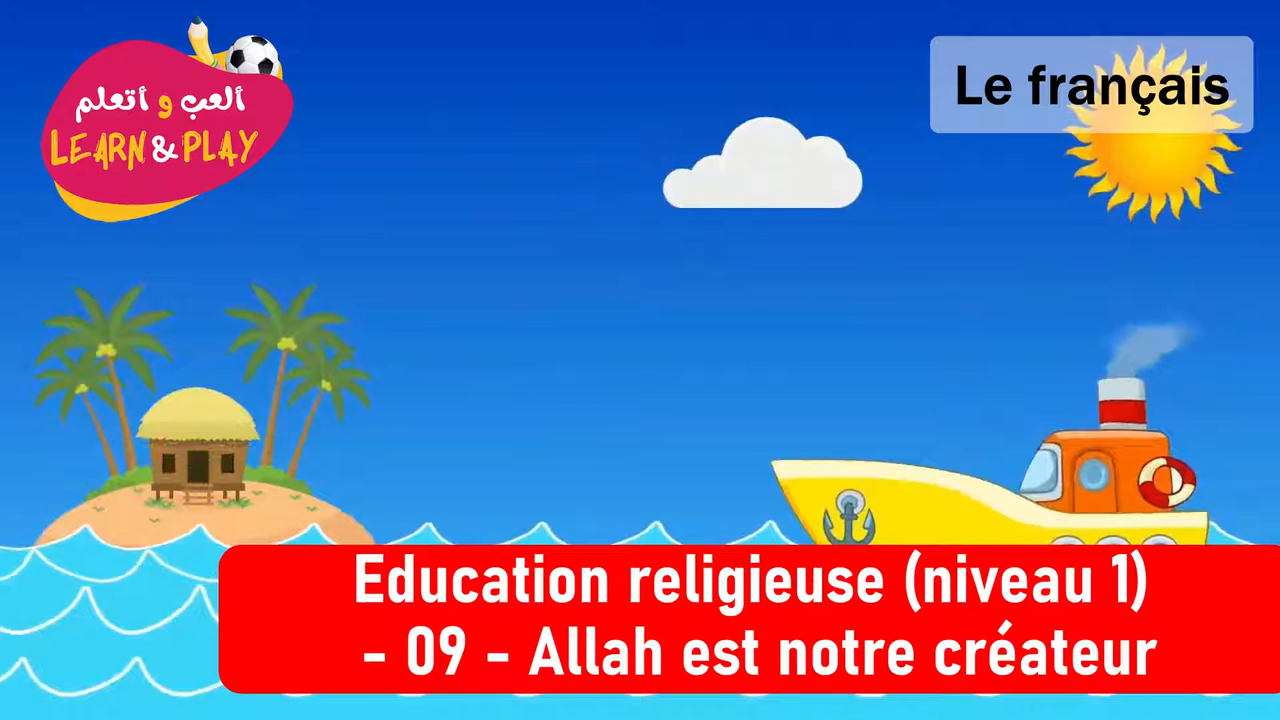 ألعب و أتعلم
LEARN & PLAY
Le français
Education religieuse (niveau 1)
- 09 - Allah est notre créateur